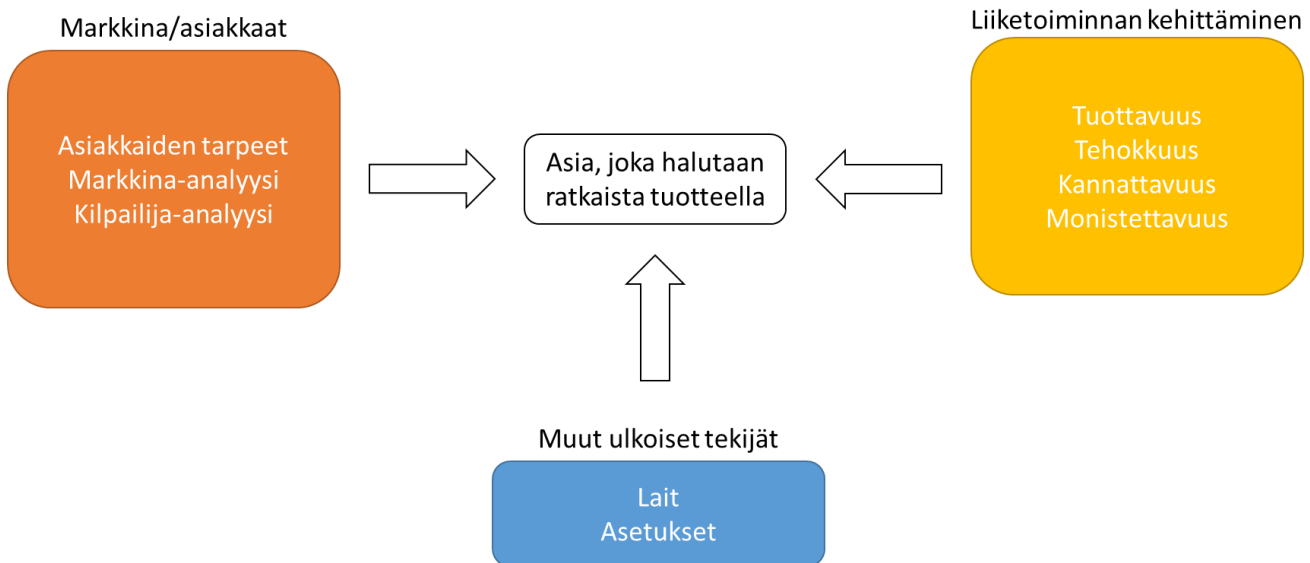 Markkina/asiakkaat
Asiakkaiden tarpeet
Markkina-analyysi
Kilpailija-analyysi
Asia, joka halutaan
ratkaista tuotteella
Liiketoiminnan kehittäminen
Tuottavuus
Tehokkuus
Kannattavuus
Monistettavuus
Muut ulkoiset tekijät
Lait
Asetukset